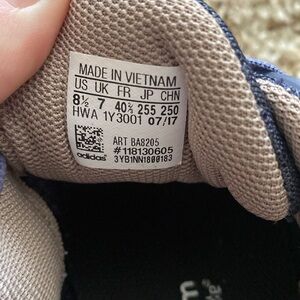 MADE IN VIETNAM
US UK FR JP CHN
8½ 7 40⅔ 255 250
HWA 1Y3001 07/17
ART BA8205
#118130605
adidas 3YB1NN1800183